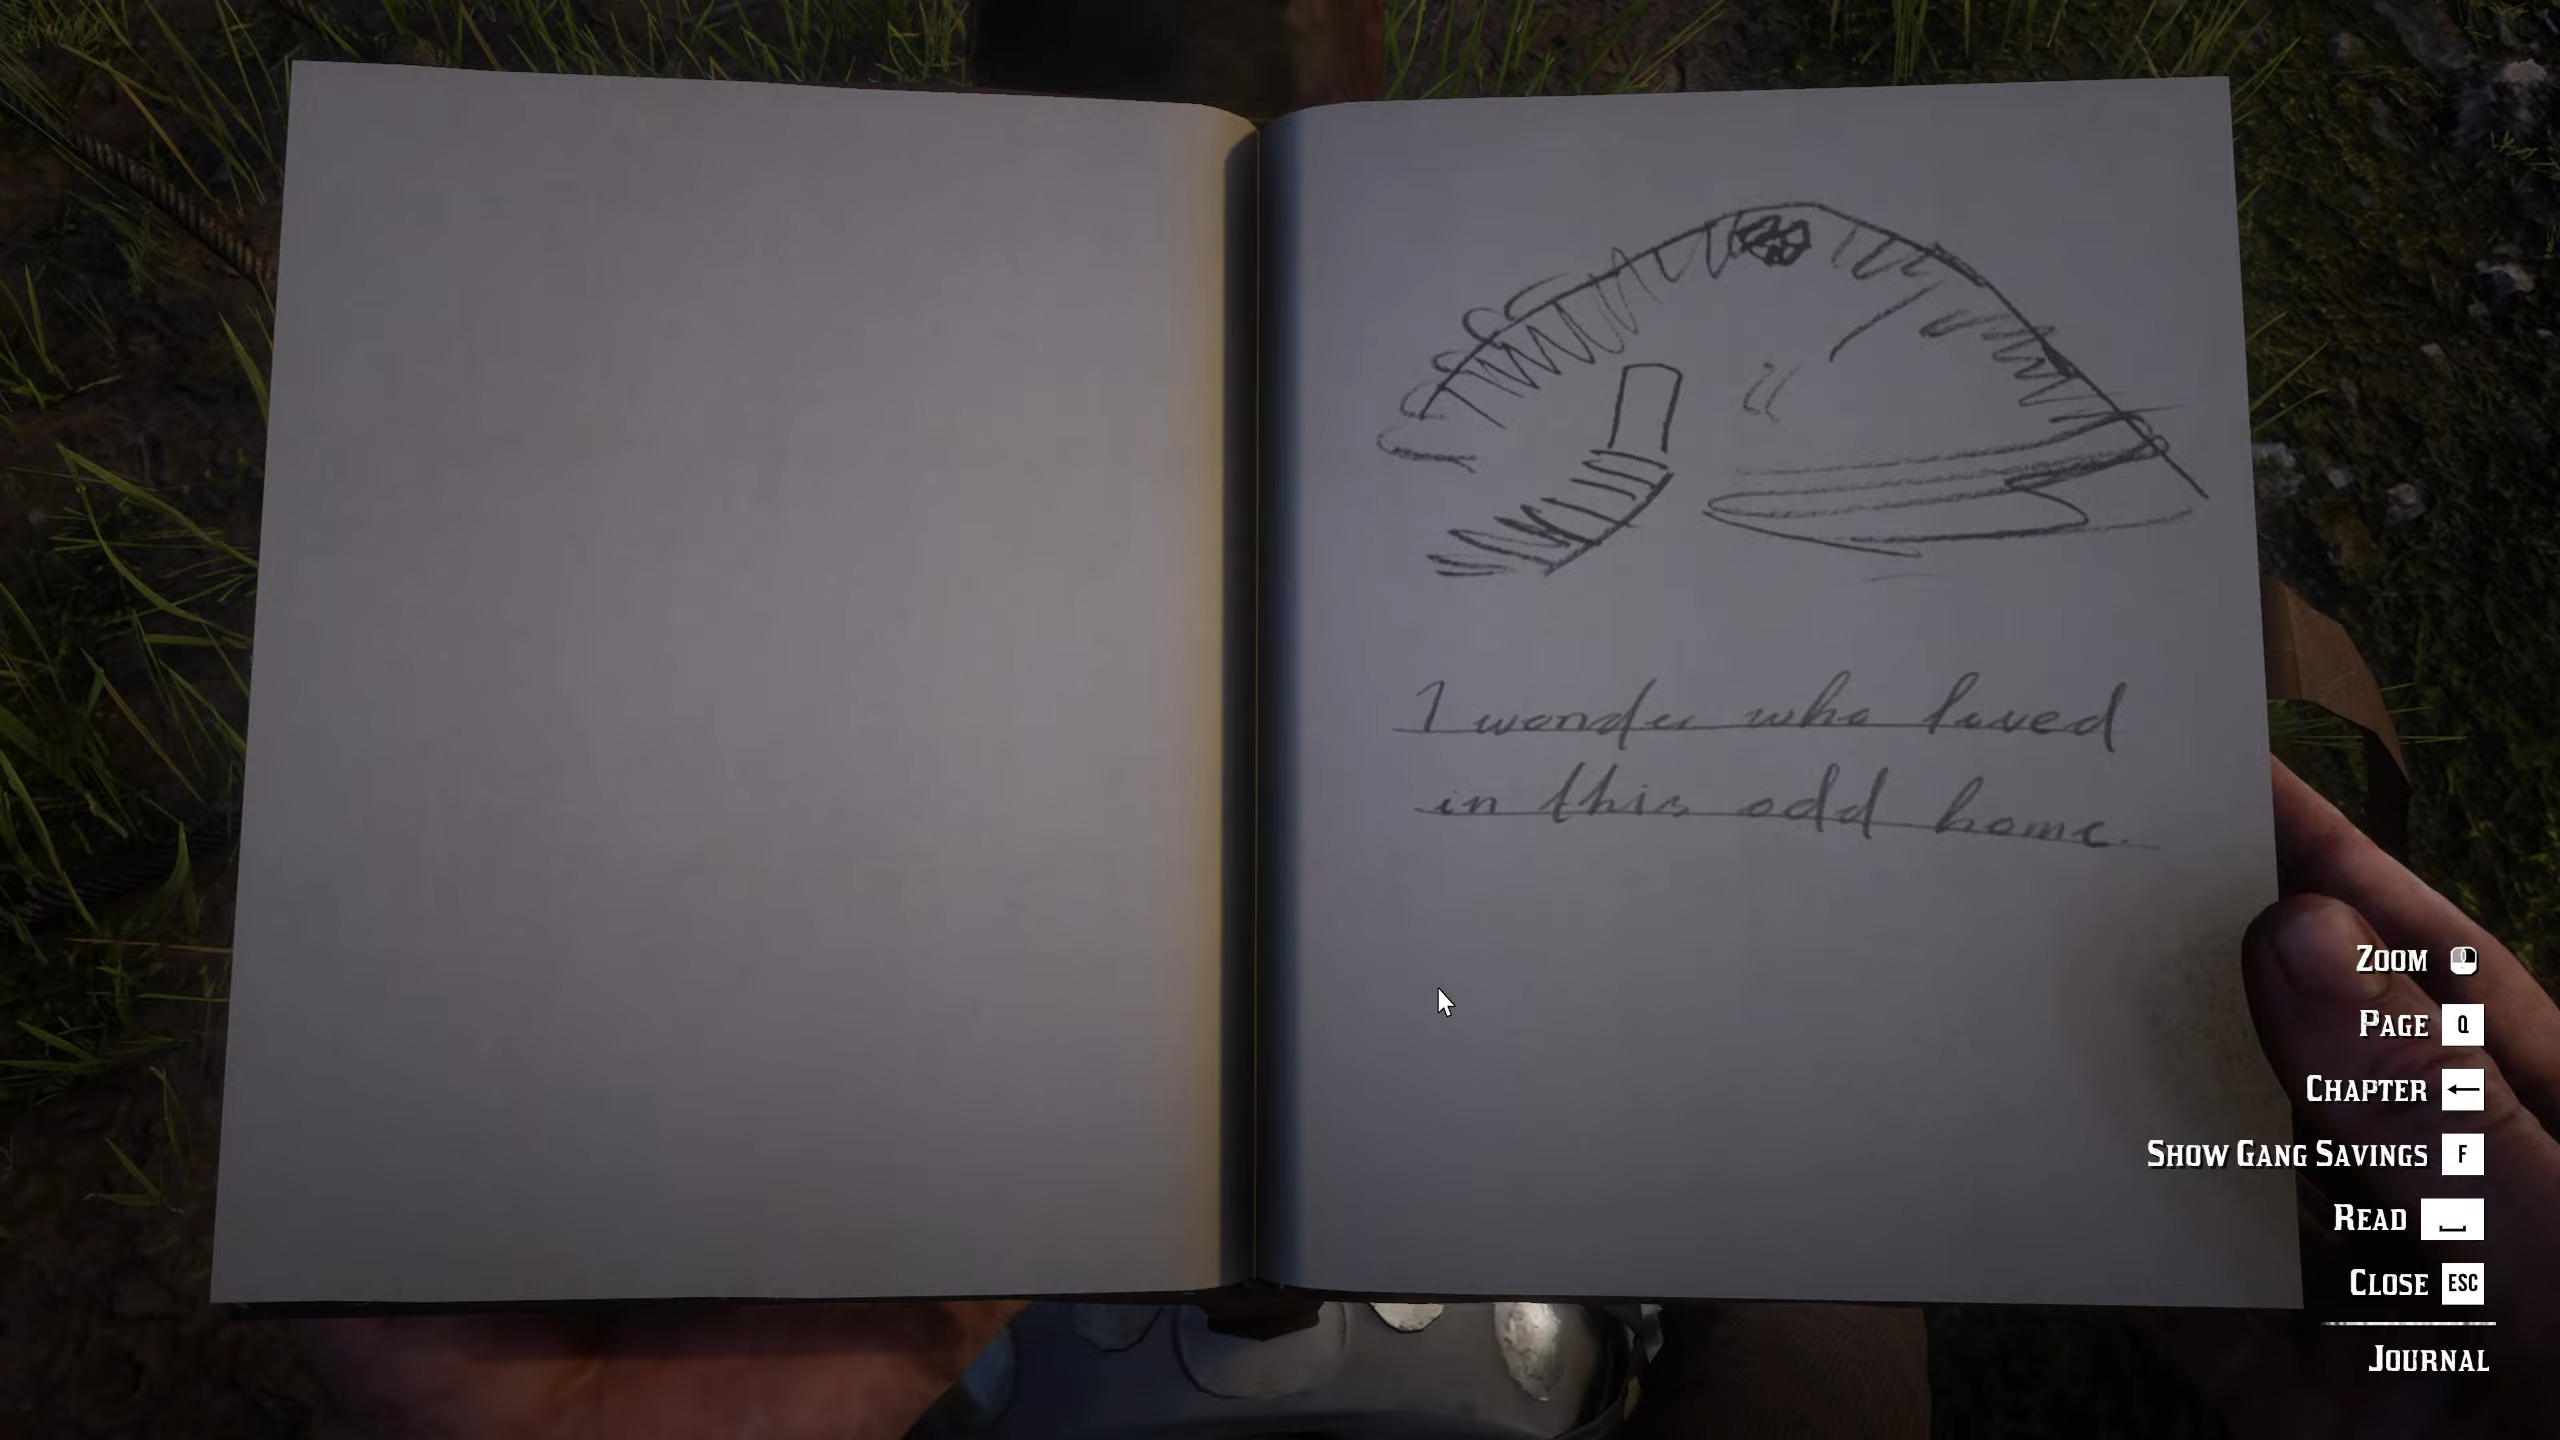 I wonder who lived
in this odd home.
ZOOM
PAGE Q
CHAPTER
SHOW GANG SAVINGS F
READ
CLOSE ESC
JOURNAL